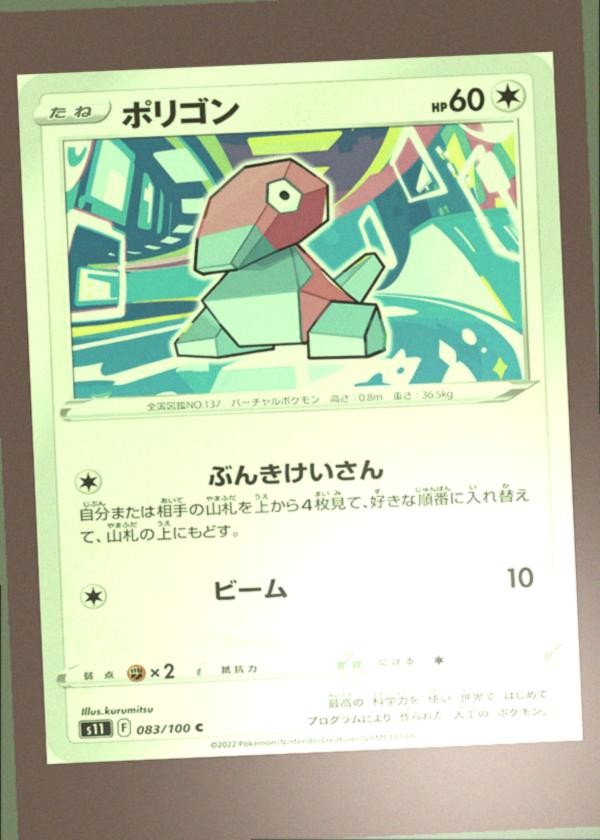 たね ポリゴン HP60
全国図鑑NO.137 バーチャルポケモン 高さ:0.8m 重さ:36.5kg
ぶんきけいさん
自分または相手の山札を上から4枚見て、好きな順番に入れ替え
て、山札の上にもどす。
ビーム 10
弱点 ×2 抵抗力 にげる
Illus.kurumitsu
最高の 科学力を 使い 世界で はじめて
s11 F 083/100 C
プログラムにより 作られた 人工の ポケモン。
©2022 Pokémon/Nintendo/Creatures/GAME FREAK